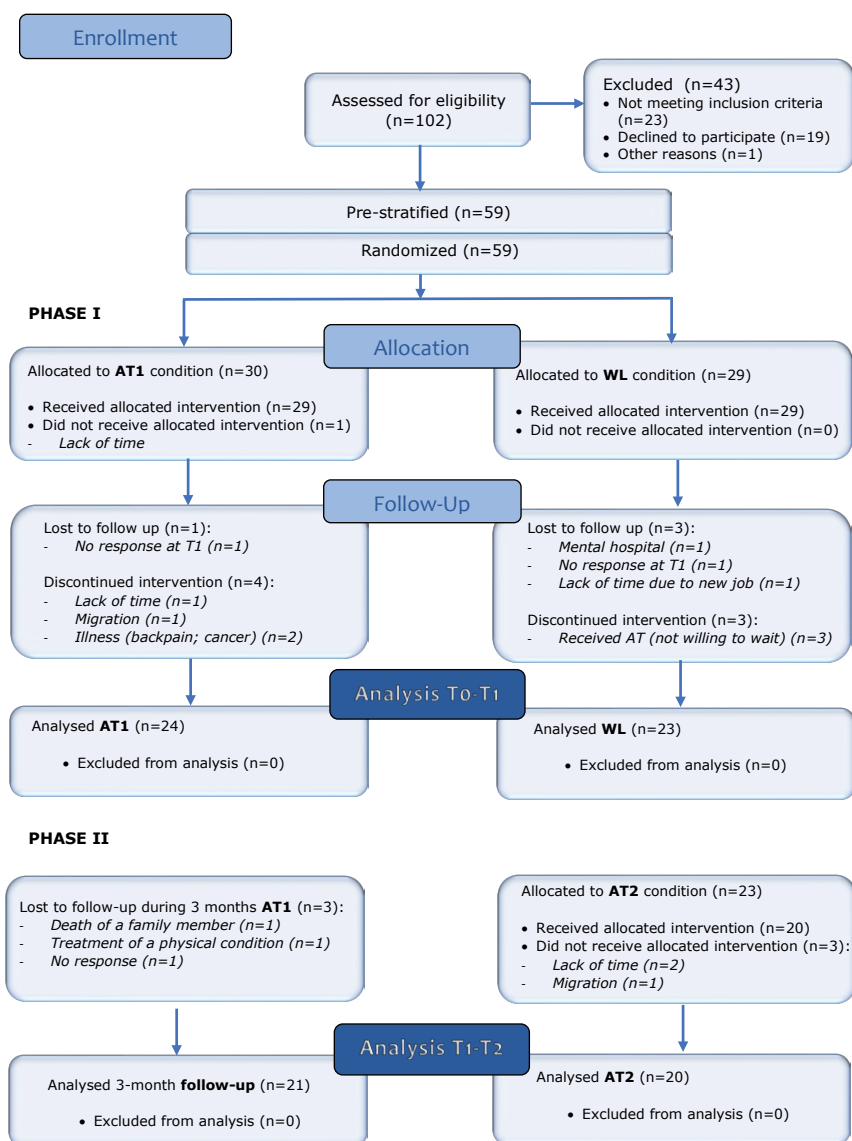 Enrollment
Assessed for eligibility
(n=102)
Excluded  (n=43)
• Not meeting inclusion criteria
(n=23)
• Declined to participate (n=19)
• Other reasons (n=1)
Pre-stratified (n=59)
Randomized (n=59)
PHASE I
Allocation
Allocated to AT1 condition (n=30)
• Received allocated intervention (n=29)
• Did not receive allocated intervention (n=1)
- Lack of time
Allocated to WL condition (n=29)
• Received allocated intervention (n=29)
• Did not receive allocated intervention (n=0)
Follow-Up
Lost to follow up (n=1):
- No response at T1 (n=1)
Discontinued intervention (n=4):
- Lack of time (n=1)
- Migration (n=1)
- Illness (backpain; cancer) (n=2)
Lost to follow up (n=3):
- Mental hospital (n=1)
- No response at T1 (n=1)
- Lack of time due to new job (n=1)
Discontinued intervention (n=3):
- Received AT (not willing to wait) (n=3)
Analysis T0-T1
Analysed AT1 (n=24)
• Excluded from analysis (n=0)
Analysed WL (n=23)
• Excluded from analysis (n=0)
PHASE II
Lost to follow-up during 3 months AT1 (n=3):
- Death of a family member (n=1)
- Treatment of a physical condition (n=1)
- No response (n=1)
Allocated to AT2 condition (n=23)
• Received allocated intervention (n=20)
• Did not receive allocated intervention (n=3):
- Lack of time (n=2)
- Migration (n=1)
Analysis T1-T2
Analysed 3-month follow-up (n=21)
• Excluded from analysis (n=0)
Analysed AT2 (n=20)
• Excluded from analysis (n=0)